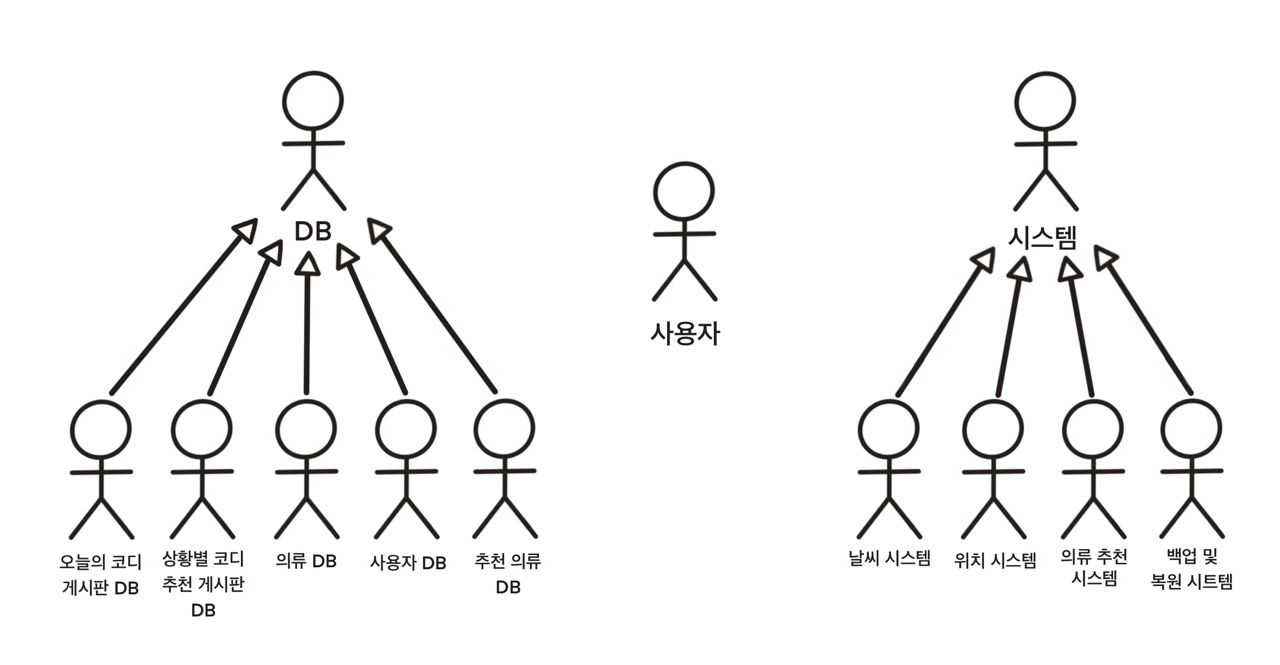 DB
사용자
시스템
오늘의 코디
게시판 DB
상황별 코디
추천 게시판
DB
의류 DB
사용자 DB
추천 의류
DB
날씨 시스템
위치 시스템
의류 추천
시스템
백업 및
복원 시트템